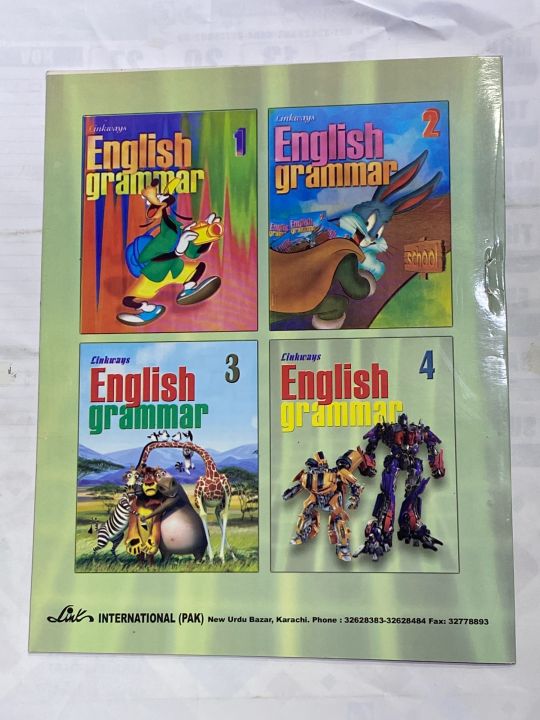 Linkways
English
grammar
1
Linkways
English
grammar
2
school
Linkways
English
grammar
3
Linkways
English
grammar
4
Link INTERNATIONAL (PAK) New Urdu Bazar, Karachi. Phone : 32628383-32628484 Fax: 32778893